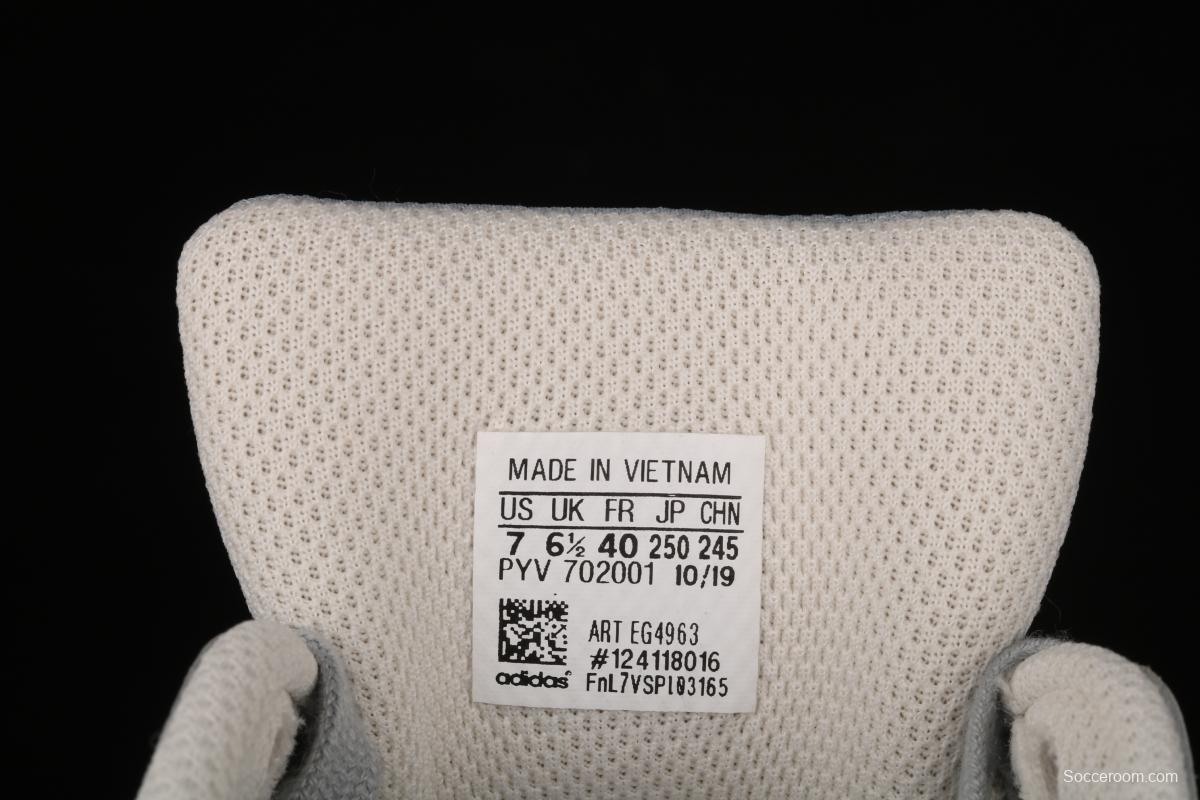 MADE IN VIETNAM
US UK FR JP CHN
7 6½ 40 250 245
PYV 702001 10/19
ART EG4963
#124118016
adidas FnL7VSPl03165
Socceroom.com